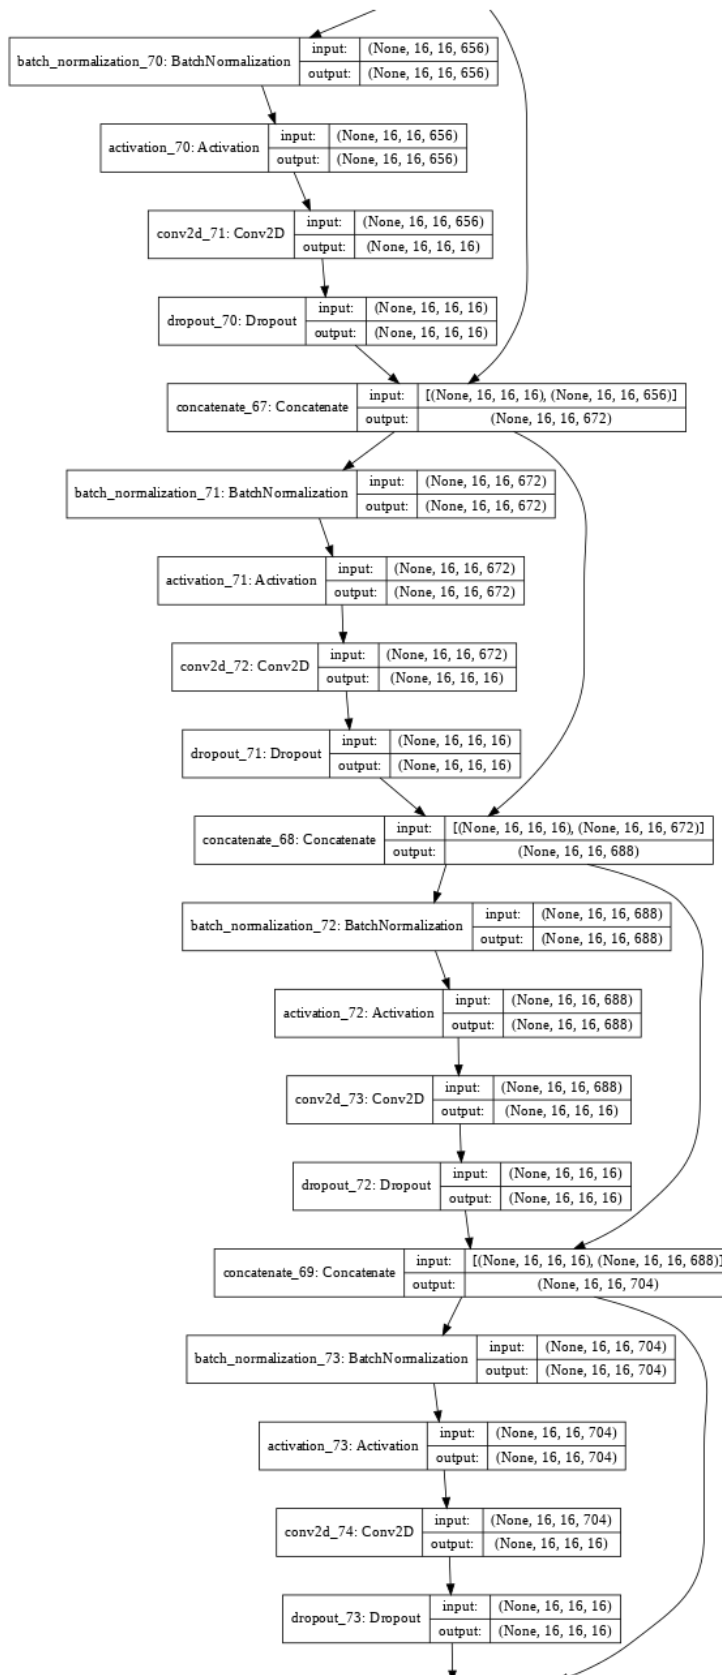 batch_normalization_70: BatchNormalization
input: (None, 16, 16, 656)
output: (None, 16, 16, 656)
activation_70: Activation
input: (None, 16, 16, 656)
output: (None, 16, 16, 656)
conv2d_71: Conv2D
input: (None, 16, 16, 656)
output: (None, 16, 16, 16)
dropout_70: Dropout
input: (None, 16, 16, 16)
output: (None, 16, 16, 16)
concatenate_67: Concatenate
input: [(None, 16, 16, 16), (None, 16, 16, 656)]
output: (None, 16, 16, 672)
batch_normalization_71: BatchNormalization
input: (None, 16, 16, 672)
output: (None, 16, 16, 672)
activation_71: Activation
input: (None, 16, 16, 672)
output: (None, 16, 16, 672)
conv2d_72: Conv2D
input: (None, 16, 16, 672)
output: (None, 16, 16, 16)
dropout_71: Dropout
input: (None, 16, 16, 16)
output: (None, 16, 16, 16)
concatenate_68: Concatenate
input: [(None, 16, 16, 16), (None, 16, 16, 672)]
output: (None, 16, 16, 688)
batch_normalization_72: BatchNormalization
input: (None, 16, 16, 688)
output: (None, 16, 16, 688)
activation_72: Activation
input: (None, 16, 16, 688)
output: (None, 16, 16, 688)
conv2d_73: Conv2D
input: (None, 16, 16, 688)
output: (None, 16, 16, 16)
dropout_72: Dropout
input: (None, 16, 16, 16)
output: (None, 16, 16, 16)
concatenate_69: Concatenate
input: [(None, 16, 16, 16), (None, 16, 16, 688)]
output: (None, 16, 16, 704)
batch_normalization_73: BatchNormalization
input: (None, 16, 16, 704)
output: (None, 16, 16, 704)
activation_73: Activation
input: (None, 16, 16, 704)
output: (None, 16, 16, 704)
conv2d_74: Conv2D
input: (None, 16, 16, 704)
output: (None, 16, 16, 16)
dropout_73: Dropout
input: (None, 16, 16, 16)
output: (None, 16, 16, 16)